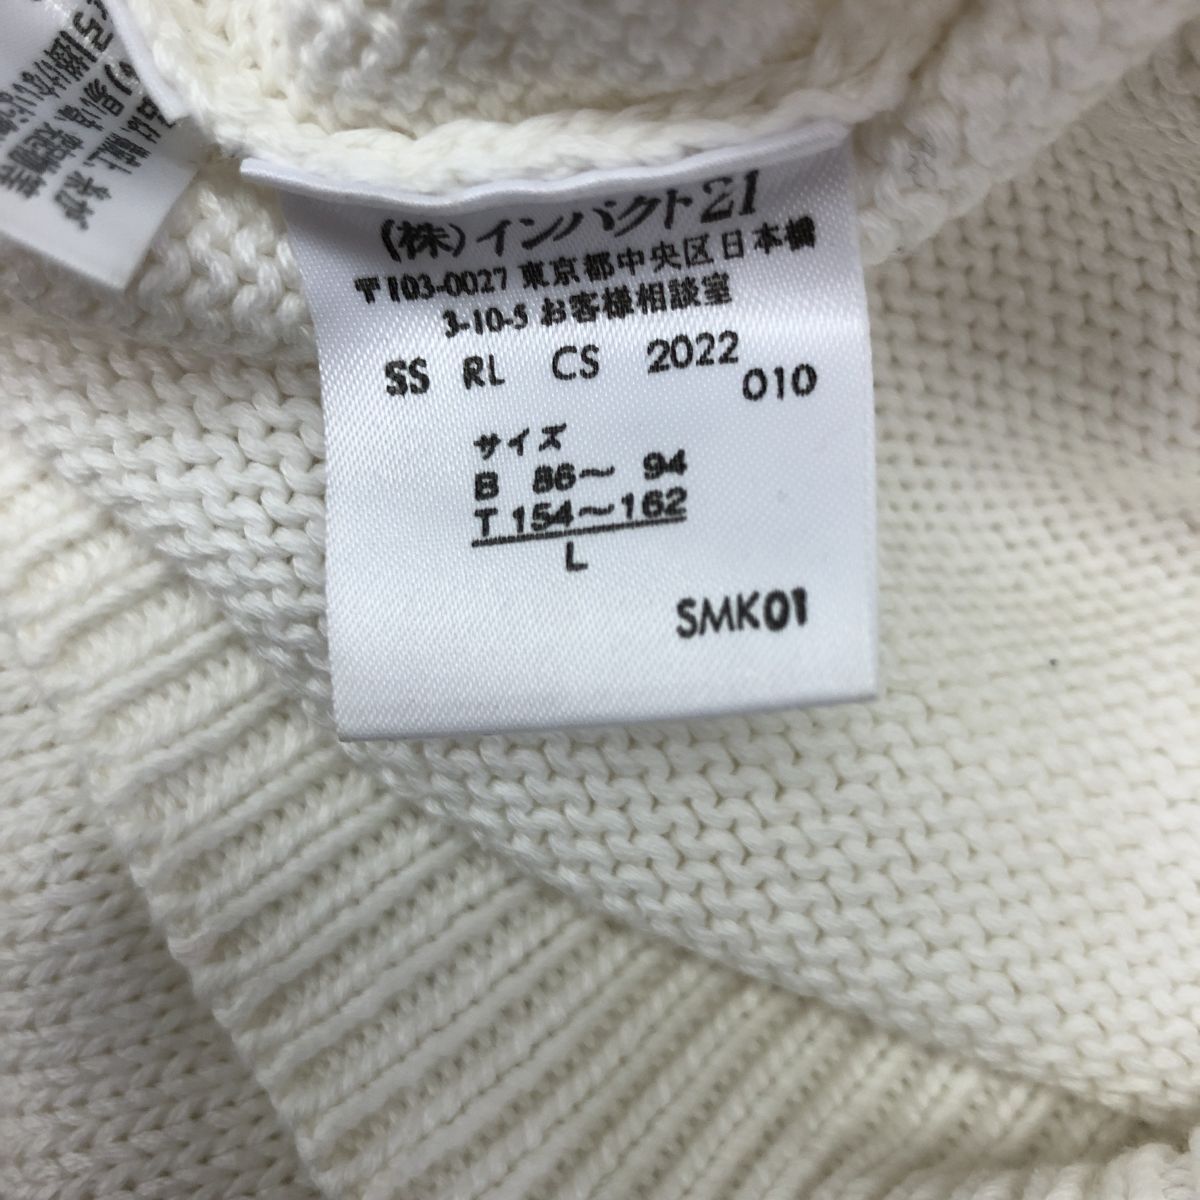 (株)インパクト21
〒103-0027 東京都中央区日本橋
3-10-5 お客様相談室
SS RL CS 2022
010
サイズ
B 86〜 94
T 154〜162
L
SMK01